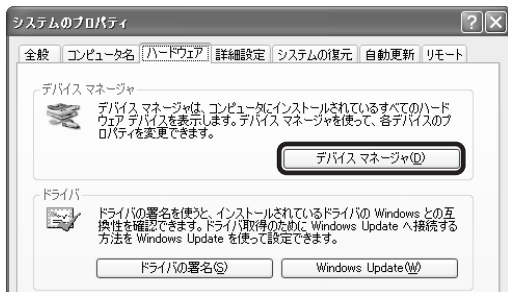 システムのプロパティ
全般 コンピュータ名 ハードウェア 詳細設定 システムの復元 自動更新 リモート
デバイス マネージャ
デバイス マネージャは、コンピュータにインストールされているすべてのハード
ウェア デバイスを表示します。デバイス マネージャを使って、各デバイスのプ
ロパティを変更できます。
デバイス マネージャ(D)
ドライバ
ドライバの署名を使うと、インストールされているドライバの Windows との互
換性を確認できます。ドライバ取得のために Windows Update へ接続する
方法を Windows Update を使って設定できます。
ドライバの署名(S) Windows Update(W)